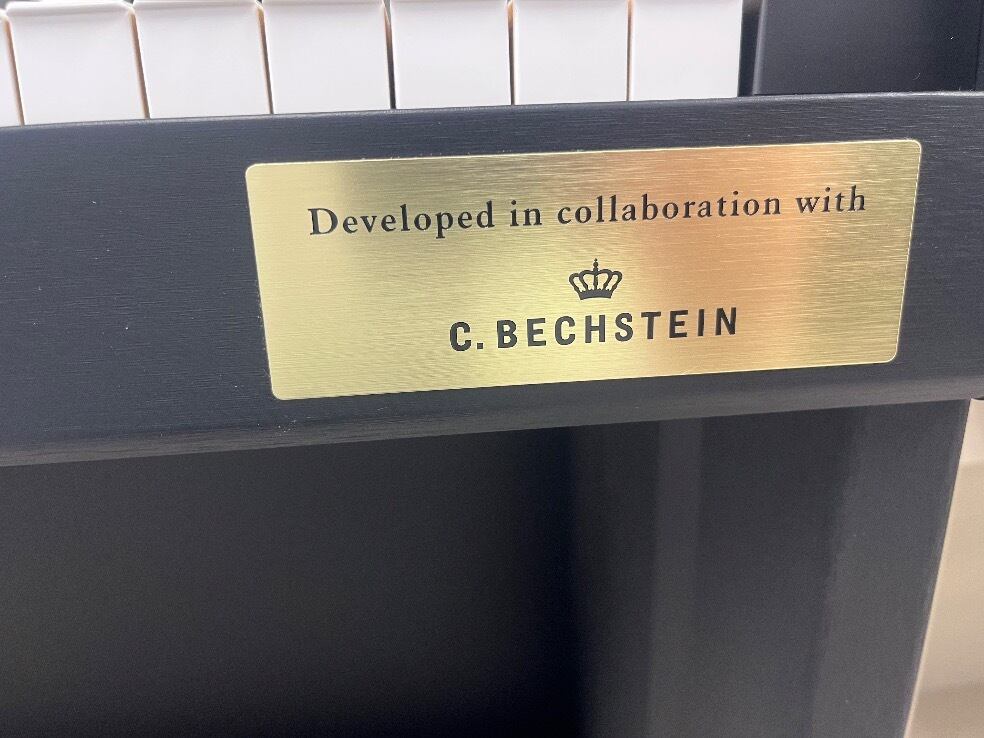 Developed in collaboration with
C. BECHSTEIN